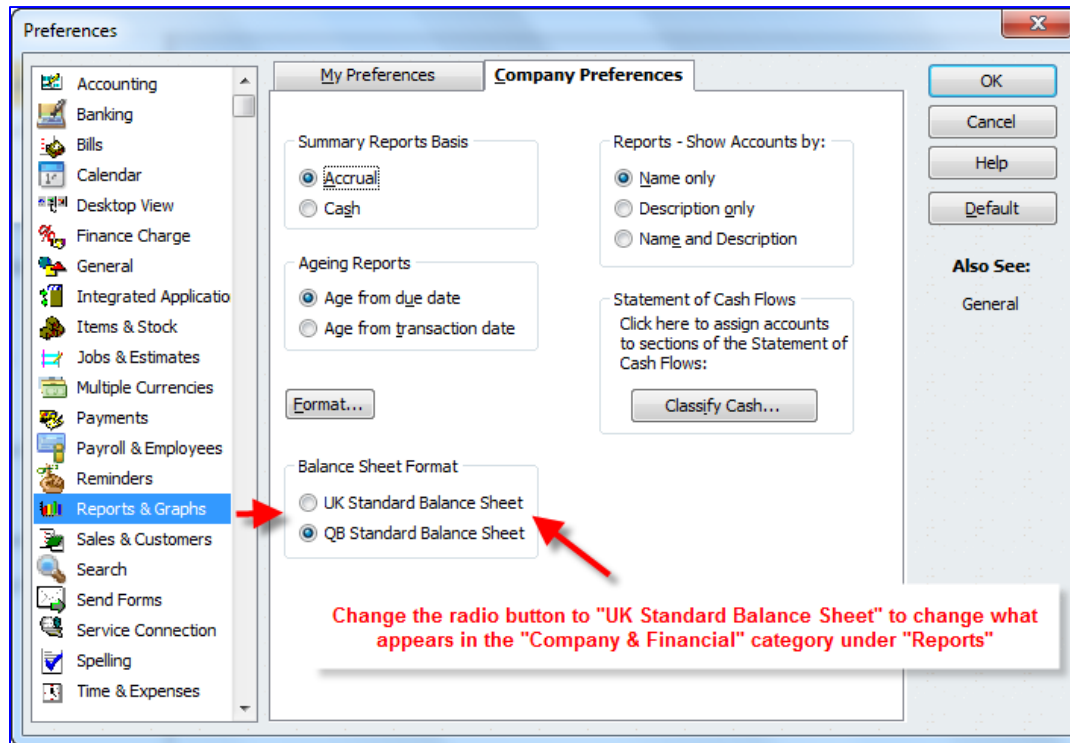 Preferences
Accounting
Banking
Bills
Calendar
Desktop View
Finance Charge
General
Integrated Applicatio
Items & Stock
Jobs & Estimates
Multiple Currencies
Payments
Payroll & Employees
Reminders
Reports & Graphs
Sales & Customers
Search
Send Forms
Service Connection
Spelling
Time & Expenses
My Preferences
Company Preferences
Summary Reports Basis
Accrual
Cash
Ageing Reports
Age from due date
Age from transaction date
Format...
Balance Sheet Format
UK Standard Balance Sheet
QB Standard Balance Sheet
Reports - Show Accounts by:
Name only
Description only
Name and Description
Statement of Cash Flows
Click here to assign accounts
to sections of the Statement of
Cash Flows:
Classify Cash...
Change the radio button to "UK Standard Balance Sheet" to change what
appears in the "Company & Financial" category under "Reports"
OK
Cancel
Help
Default
Also See:
General